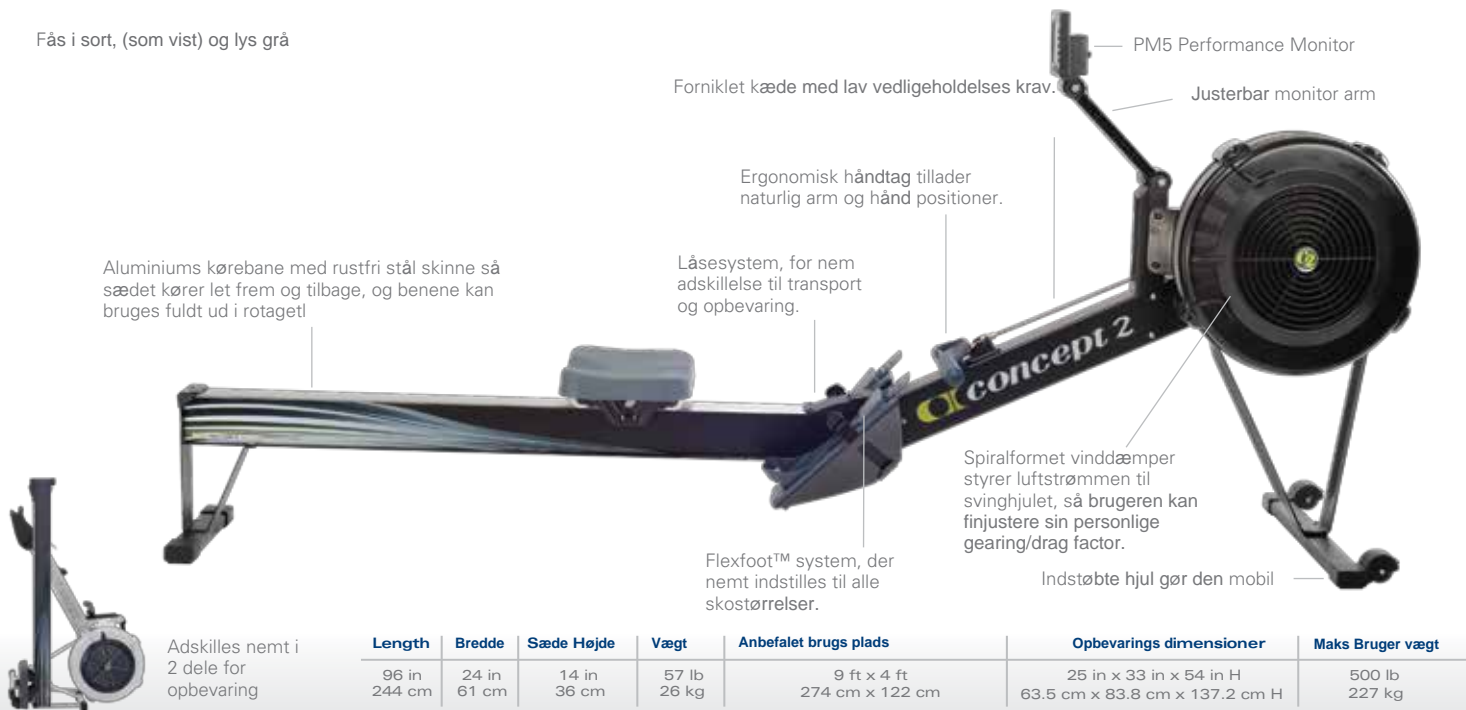 Fås i sort, (som vist) og lys grå
PM5 Performance Monitor
Forniklet kæde med lav vedligeholdelses krav.
Justerbar monitor arm
Ergonomisk håndtag tillader
naturlig arm og hånd positioner.
Aluminiums kørebane med rustfri stål skinne så
sædet kører let frem og tilbage, og benene kan
bruges fuldt ud i rotagetl
Låsesystem, for nem
adskillelse til transport
og opbevaring.
C2
concept 2
Spiralformet vinddæmper
styrer luftstrømmen til
svinghjulet, så brugeren kan
finjustere sin personlige
gearing/drag factor.
Flexfoot™ system, der
nemt indstilles til alle
skostørrelser.
Indstøbte hjul gør den mobil
Adskilles nemt i
2 dele for
opbevaring
Length Bredde Sæde Højde Vægt Anbefalet brugs plads Opbevarings dimensioner Maks Bruger vægt
96 in 24 in 14 in 57 lb 9 ft x 4 ft 25 in x 33 in x 54 in H 500 lb
244 cm 61 cm 36 cm 26 kg 274 cm x 122 cm 63.5 cm x 83.8 cm x 137.2 cm H 227 kg